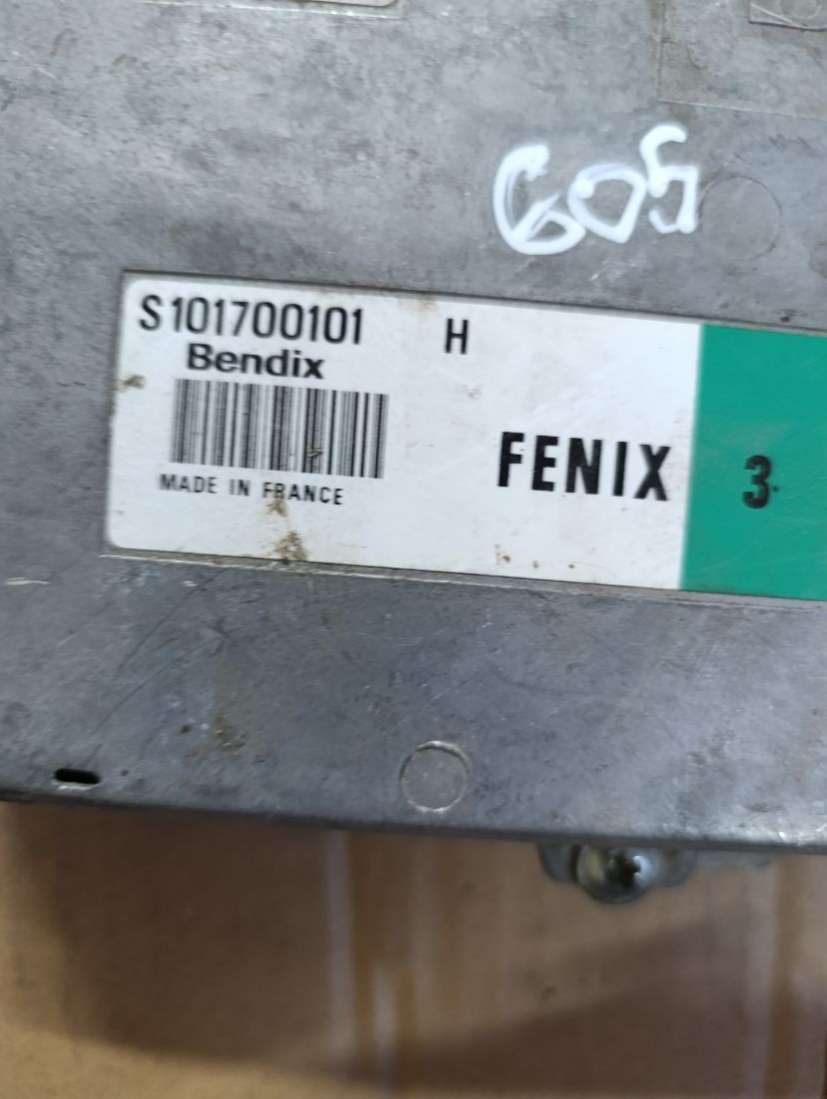 605
S101700101 H
Bendix
FENIX 3
MADE IN FRANCE